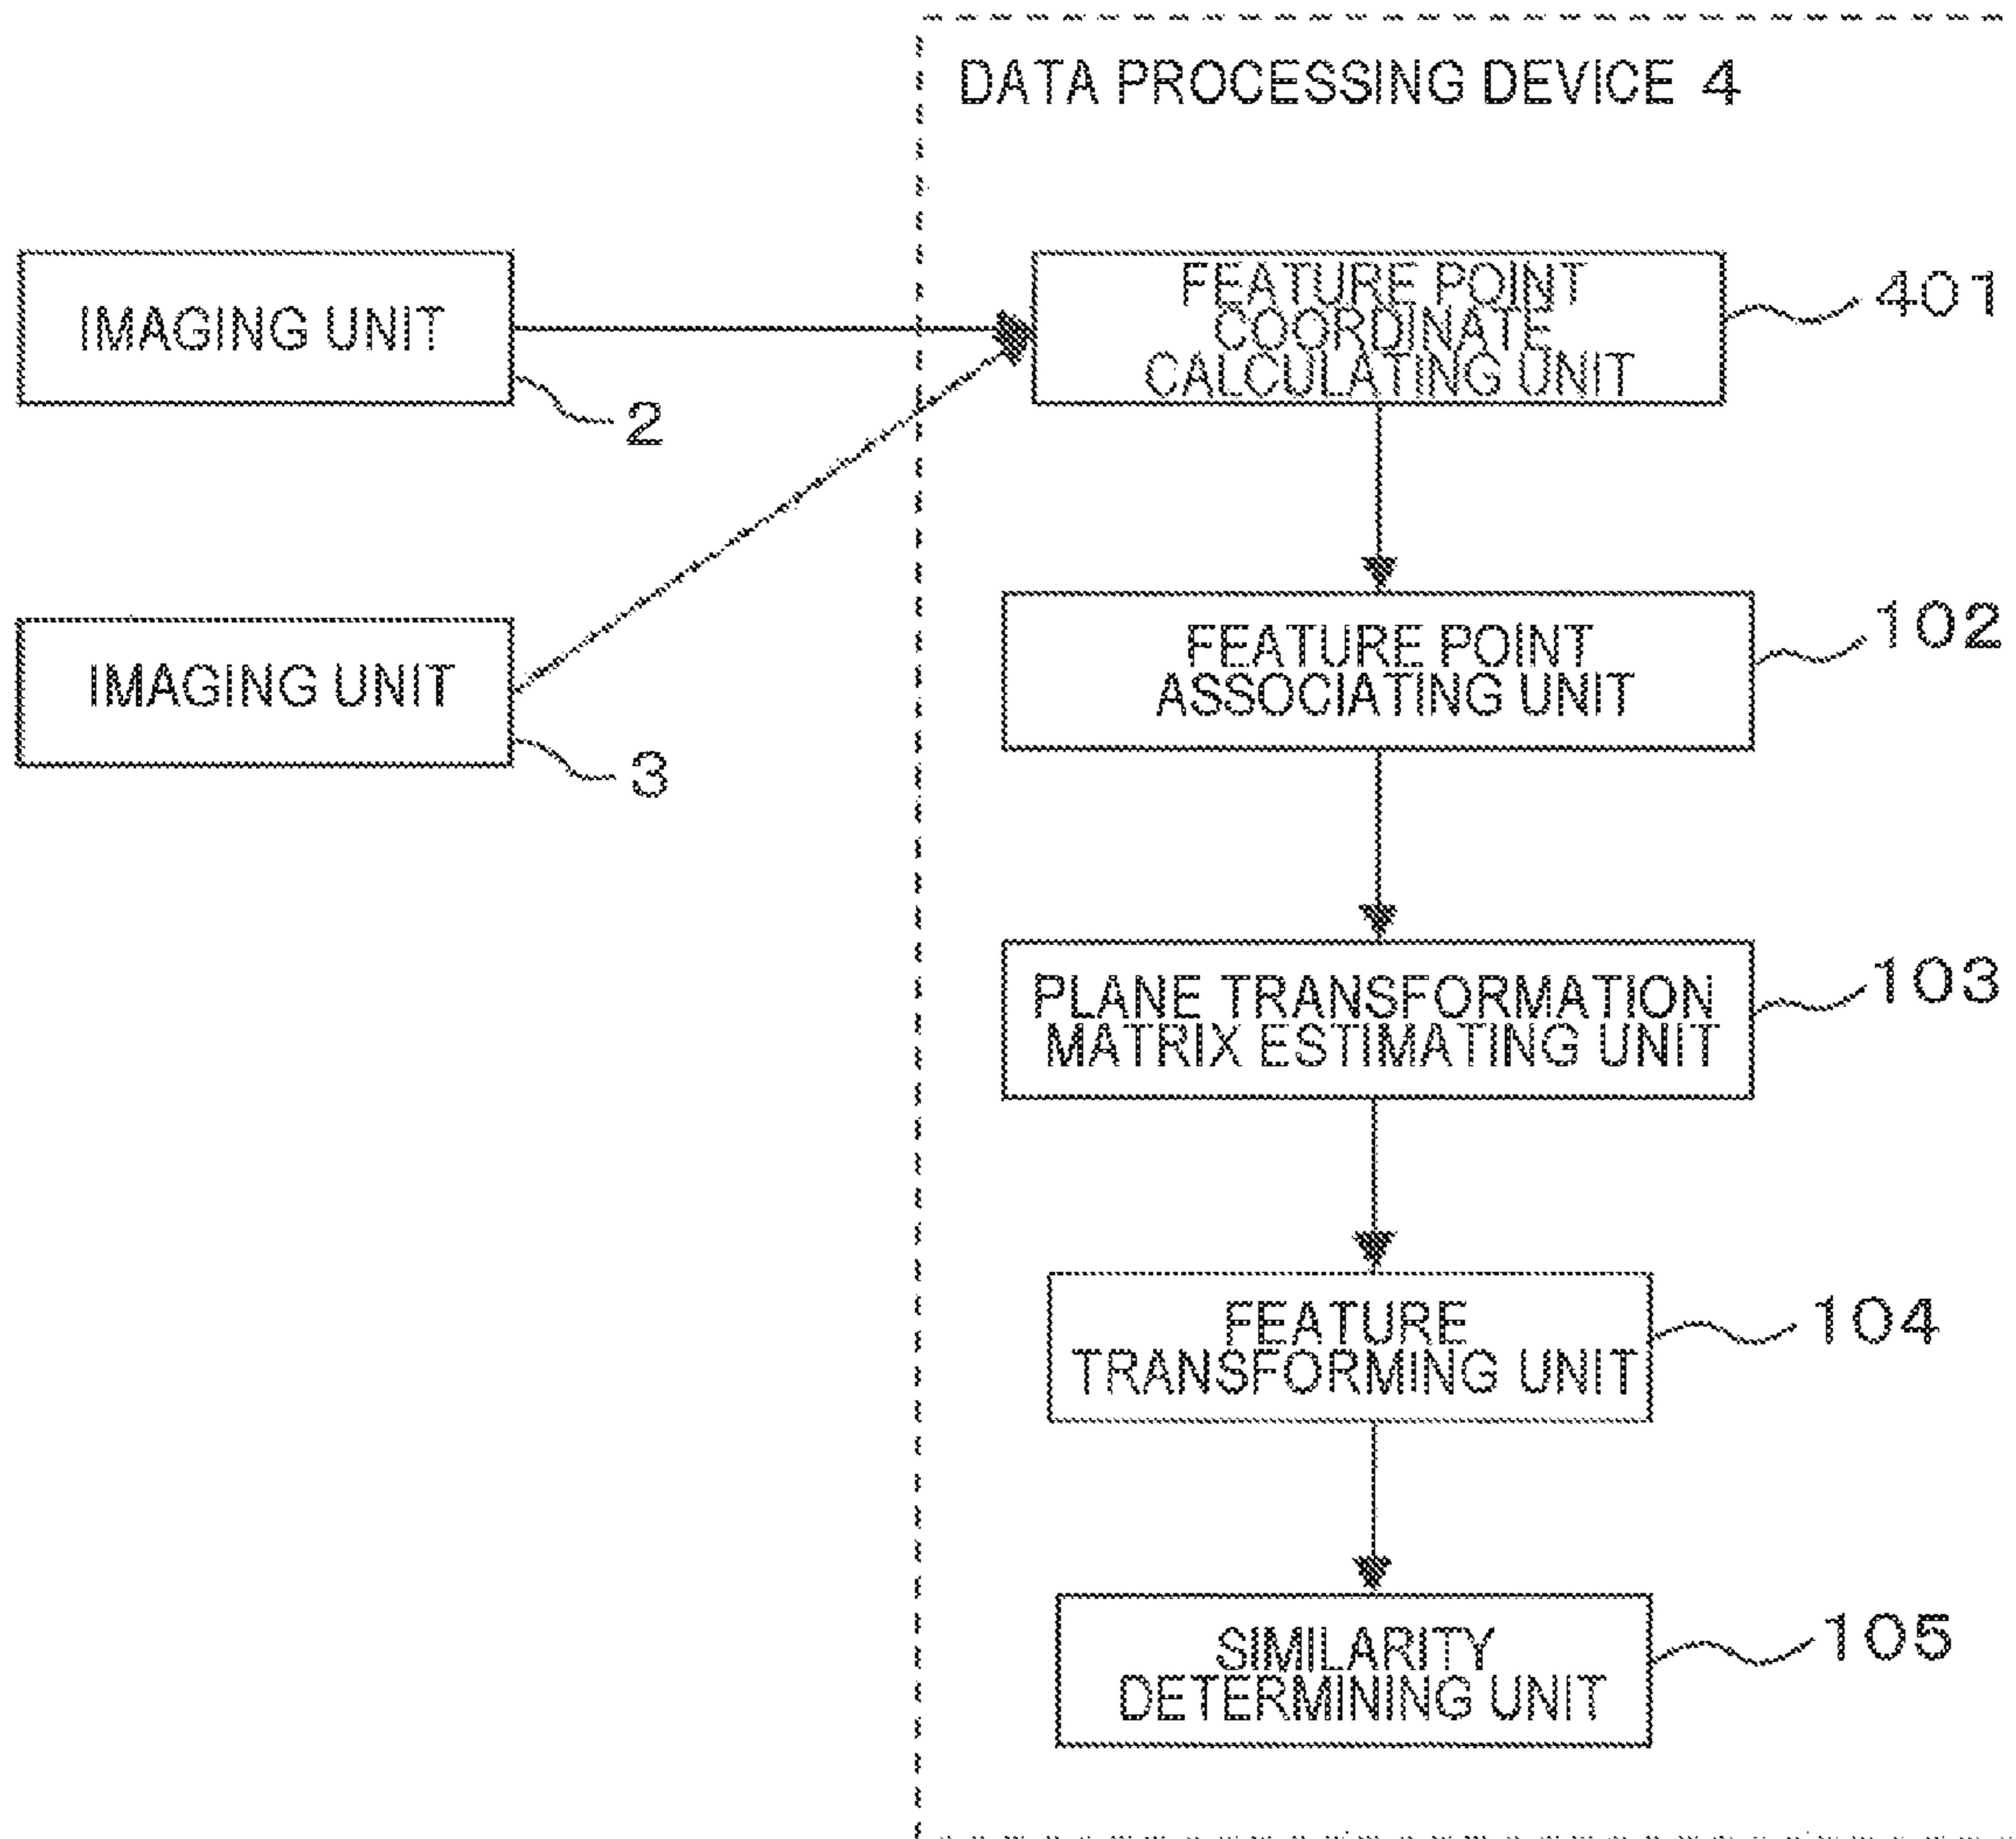 DATA PROCESSING DEVICE 4
IMAGING UNIT
2
IMAGING UNIT
3
FEATURE POINT
COORDINATE
CALCULATING UNIT
401
FEATURE POINT
ASSOCIATING UNIT
102
PLANE TRANSFORMATION
MATRIX ESTIMATING UNIT
103
FEATURE
TRANSFORMING UNIT
104
SIMILARITY
DETERMINING UNIT
105